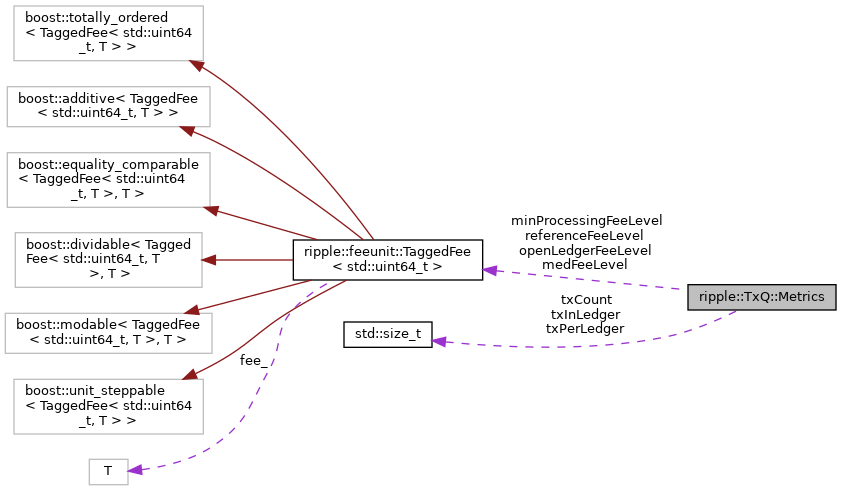 boost::totally_ordered
< TaggedFee< std::uint64
_t, T > >
boost::additive< TaggedFee
< std::uint64_t, T > >
boost::equality_comparable
< TaggedFee< std::uint64
_t, T >, T >
boost::dividable< Tagged
Fee< std::uint64_t, T
>, T >
boost::modable< TaggedFee
< std::uint64_t, T >, T >
boost::unit_steppable
< TaggedFee< std::uint64
_t, T > >
T
fee_
ripple::feeunit::TaggedFee
< std::uint64_t >
std::size_t
minProcessingFeeLevel
referenceFeeLevel
openLedgerFeeLevel
medFeeLevel
txCount
txInLedger
txPerLedger
ripple::TxQ::Metrics